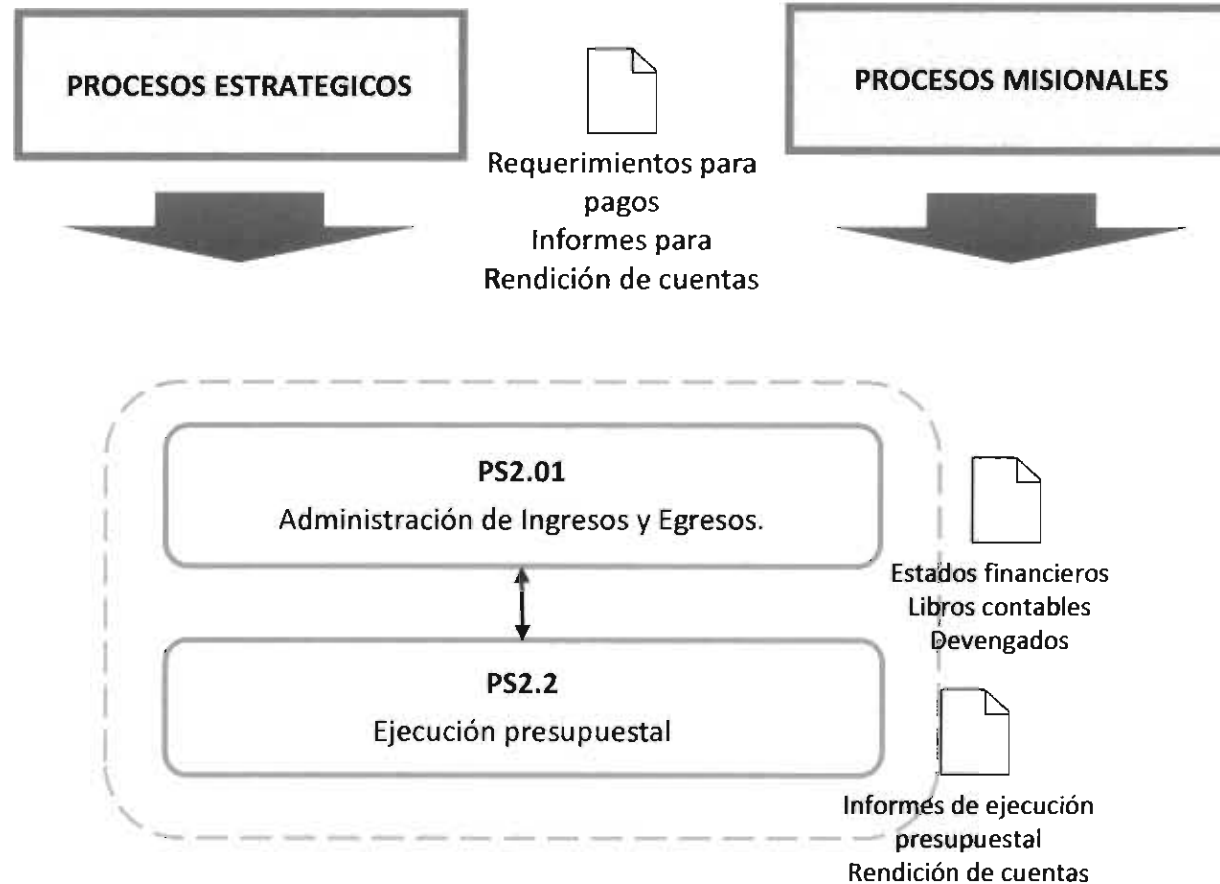 PROCESOS ESTRATEGICOS
PROCESOS MISIONALES
Requerimientos para
pagos
Informes para
Rendición de cuentas
PS2.01
Administración de Ingresos y Egresos.
Estados financieros
Libros contables
Devengados
PS2.2
Ejecución presupuestal
Informes de ejecución
presupuestal
Rendición de cuentas